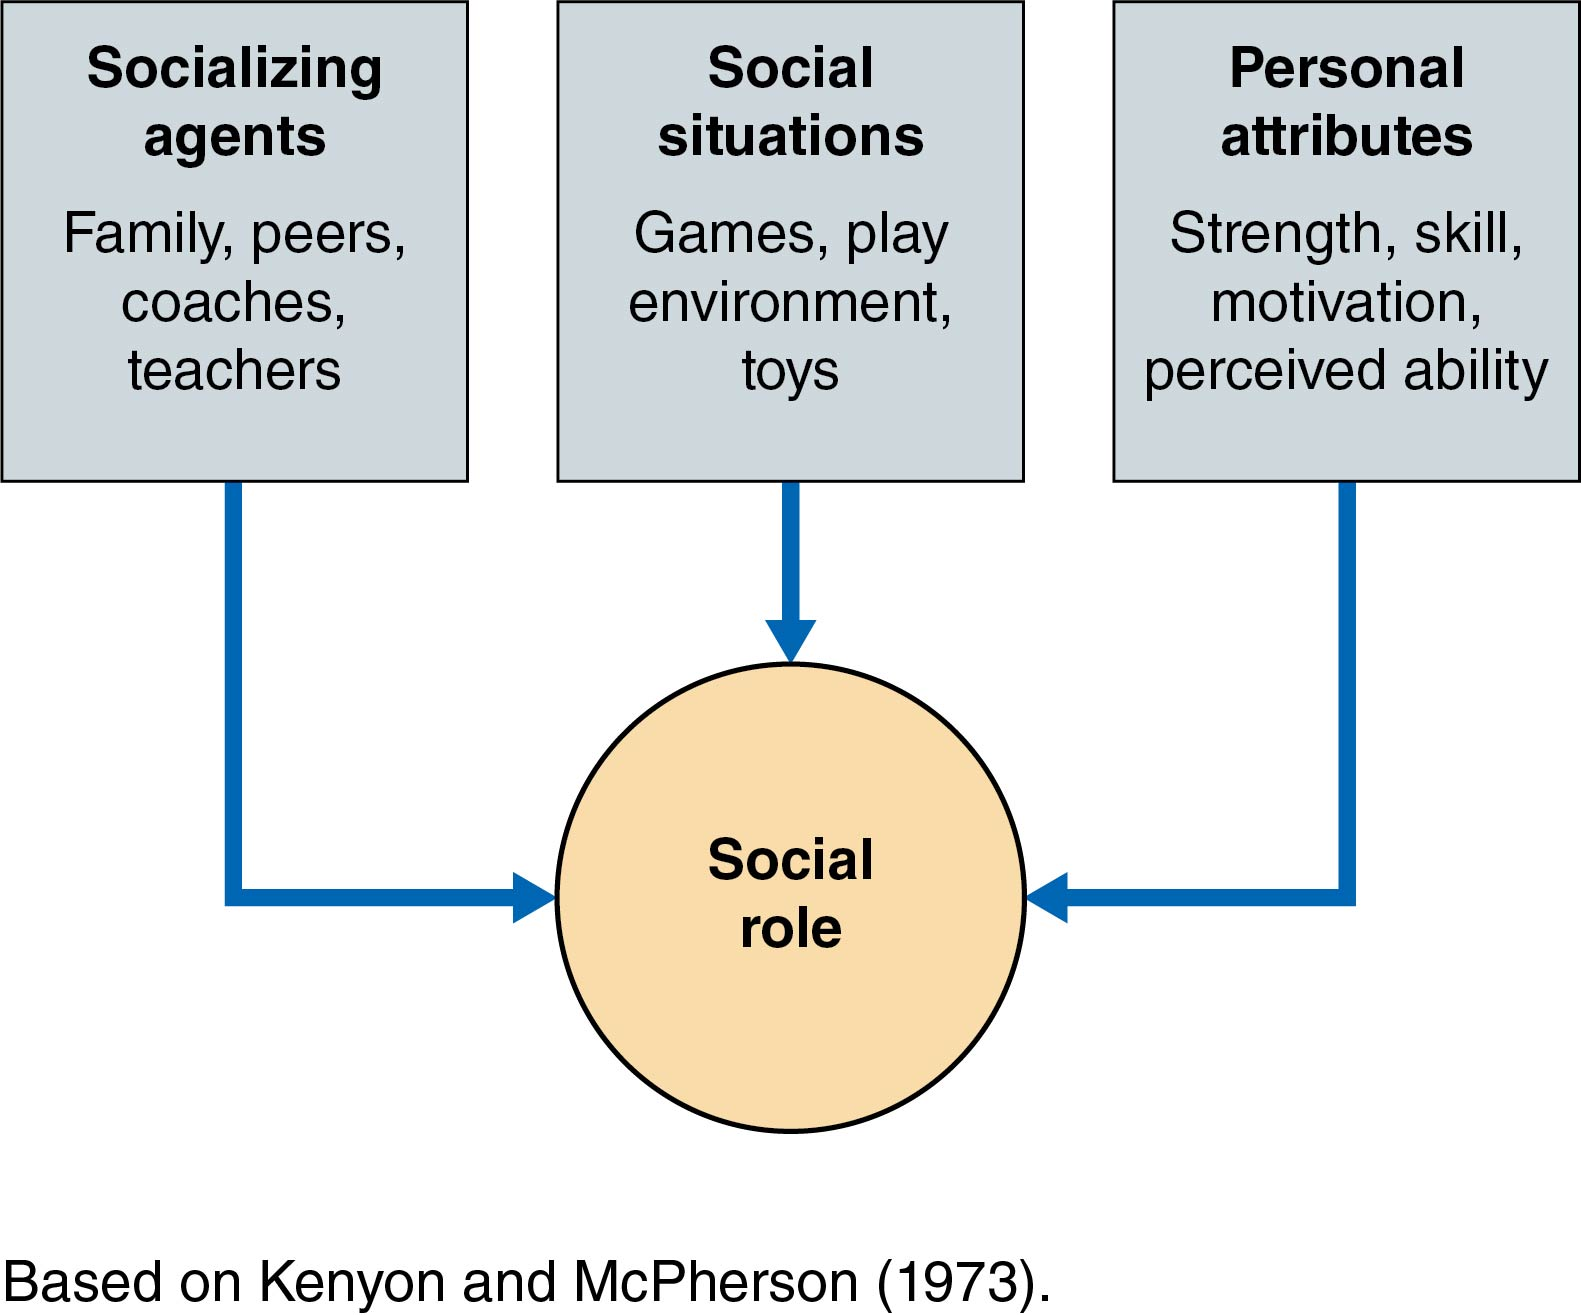 Socializing
agents
Family, peers,
coaches,
teachers
Social
situations
Games, play
environment,
toys
Personal
attributes
Strength, skill,
motivation,
perceived ability
Social
role
Based on Kenyon and McPherson (1973).